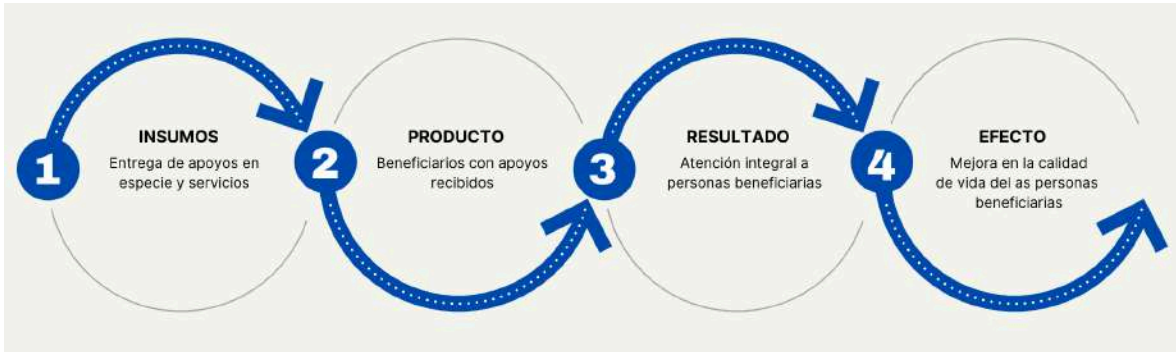 1
INSUMOS
Entrega de apoyos en
especie y servicios
2
PRODUCTO
Beneficiarios con apoyos
recibidos
3
RESULTADO
Atención integral a
personas beneficiarias
4
EFECTO
Mejora en la calidad
de vida del as personas
beneficiarias